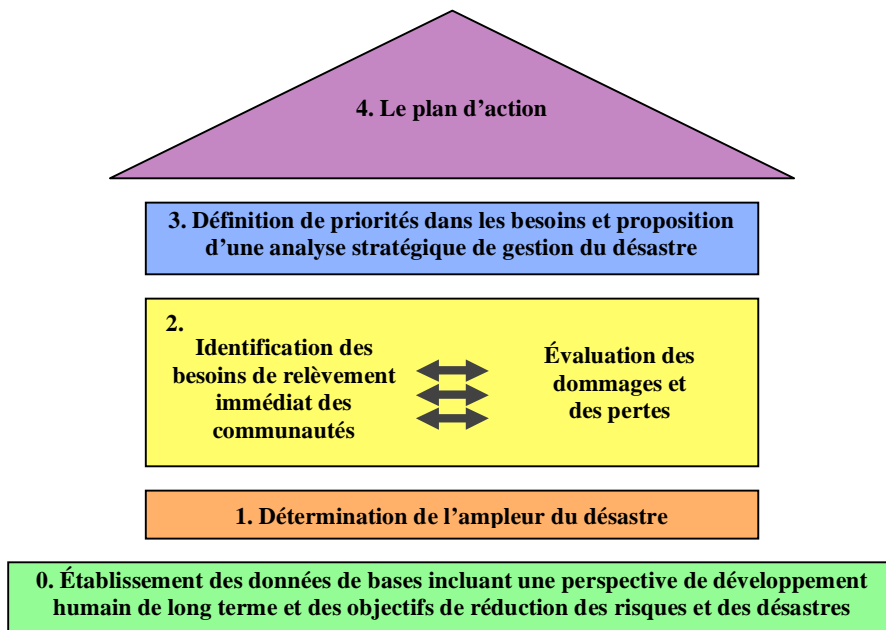 4. Le plan d’action
3. Définition de priorités dans les besoins et proposition
d’une analyse stratégique de gestion du désastre
2.
Identification des
besoins de relèvement
immédiat des
communautés
Évaluation des
dommages et
des pertes
1. Détermination de l’ampleur du désastre
0. Établissement des données de bases incluant une perspective de développement
humain de long terme et des objectifs de réduction des risques et des désastres